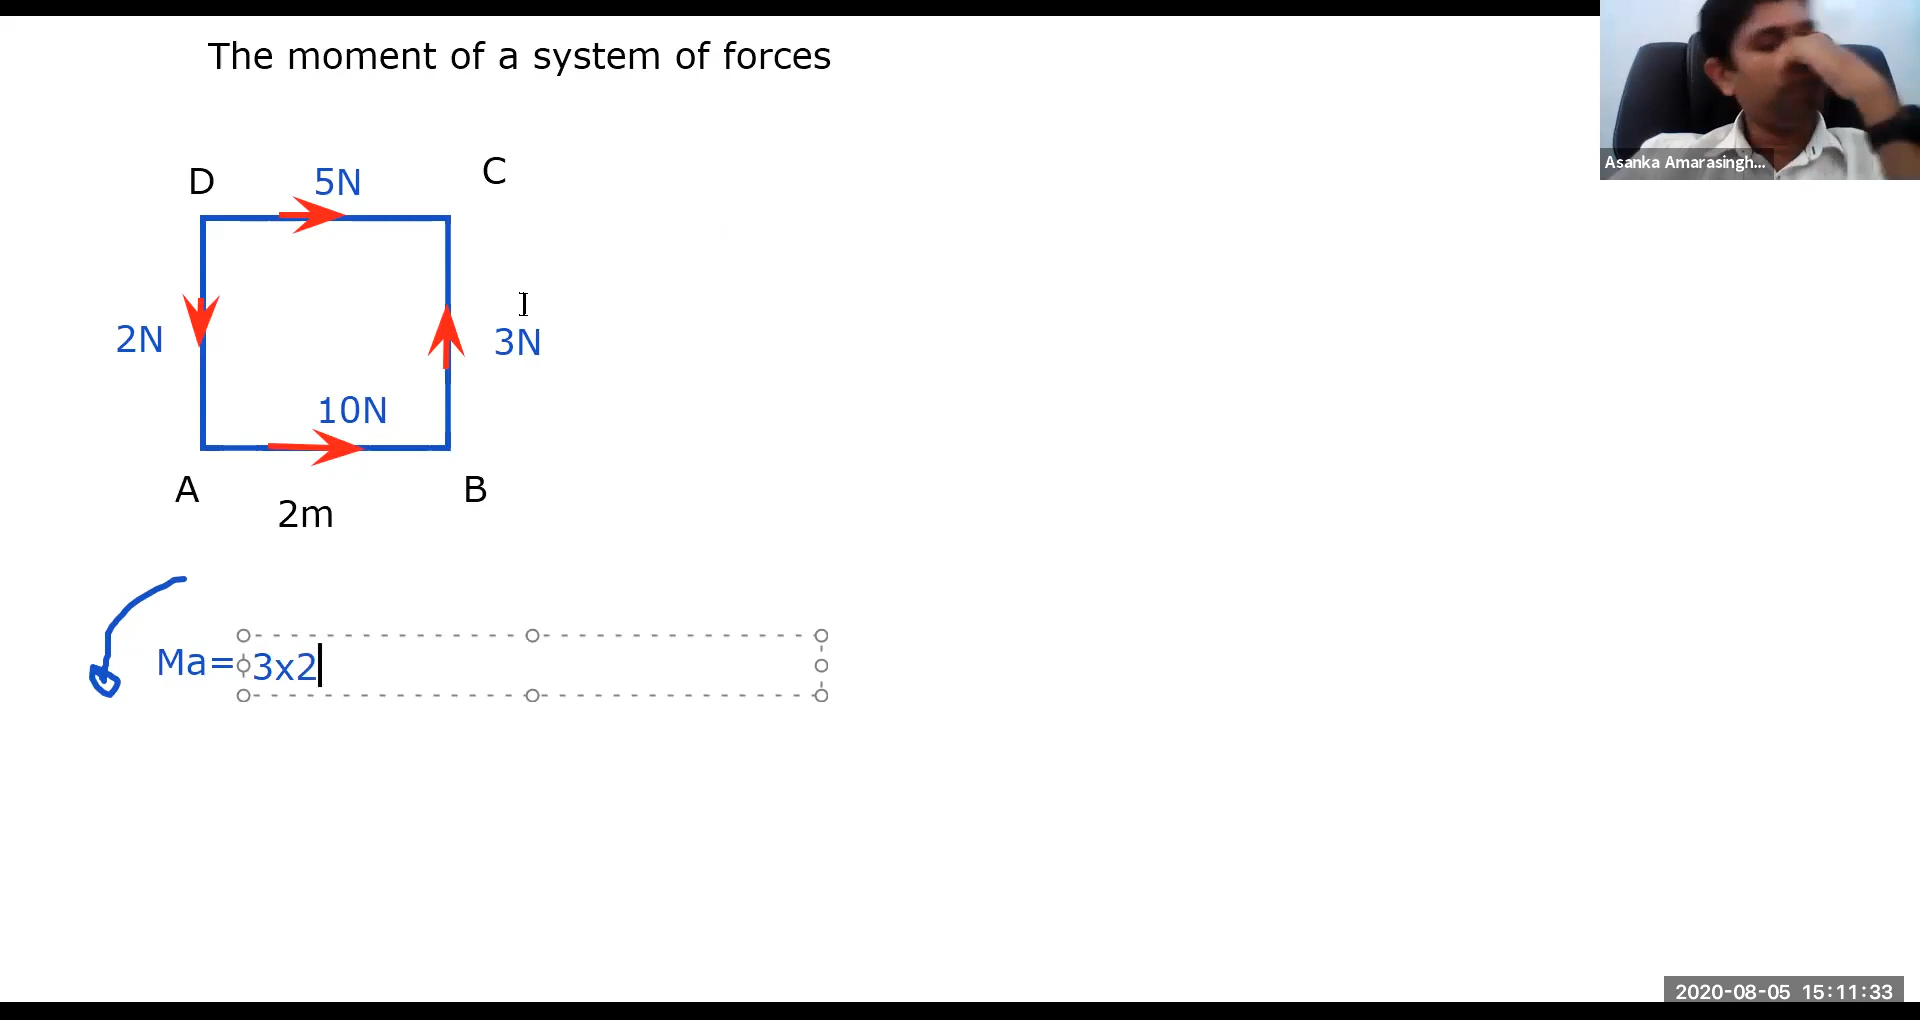 The moment of a system of forces
Asanka Amarasingh...
D
5N
C
2N
3N
10N
A
B
2m
Ma=
3x2
2020-08-05 15:11:33